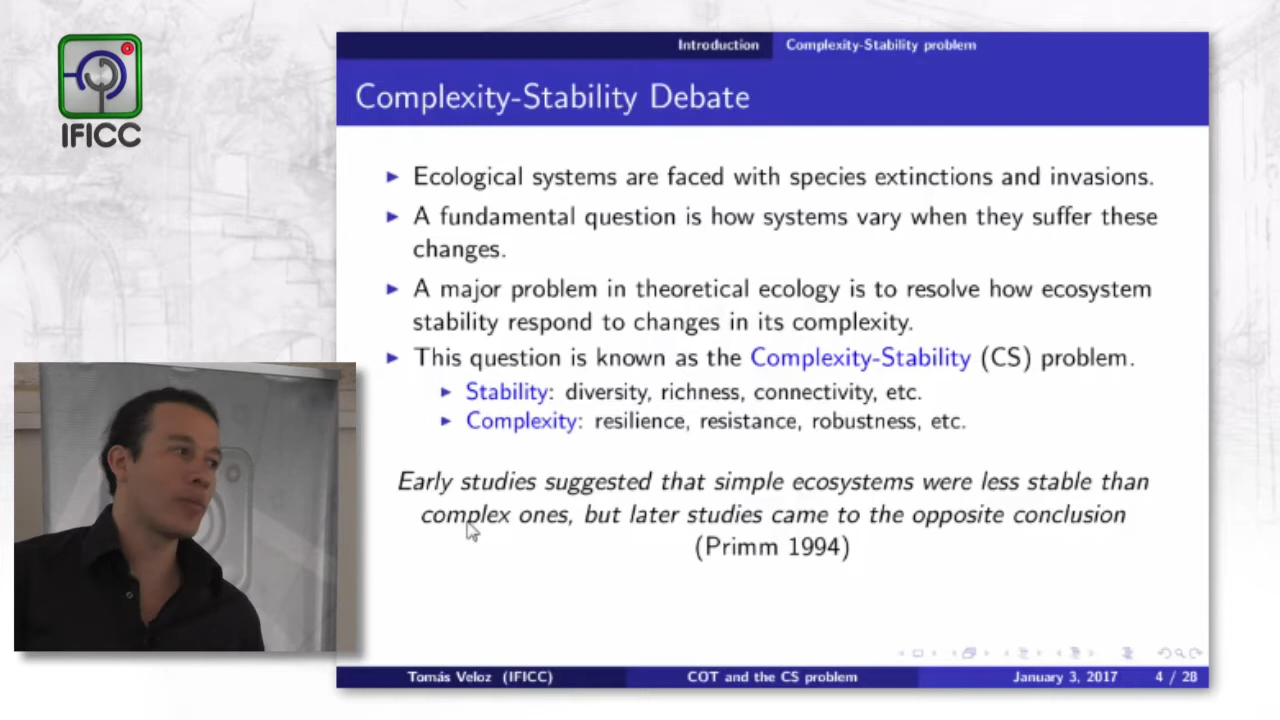 IFICC
Introduction
Complexity-Stability problem
Complexity-Stability Debate
Ecological systems are faced with species extinctions and invasions.
A fundamental question is how systems vary when they suffer these
changes.
A major problem in theoretical ecology is to resolve how ecosystem
stability respond to changes in its complexity.
This question is known as the Complexity-Stability (CS) problem.
Stability: diversity, richness, connectivity, etc.
Complexity: resilience, resistance, robustness, etc.
Early studies suggested that simple ecosystems were less stable than
complex ones, but later studies came to the opposite conclusion
(Primm 1994)
Tomás Veloz (IFICC)
COT and the CS problem
January 3, 2017
4 / 28